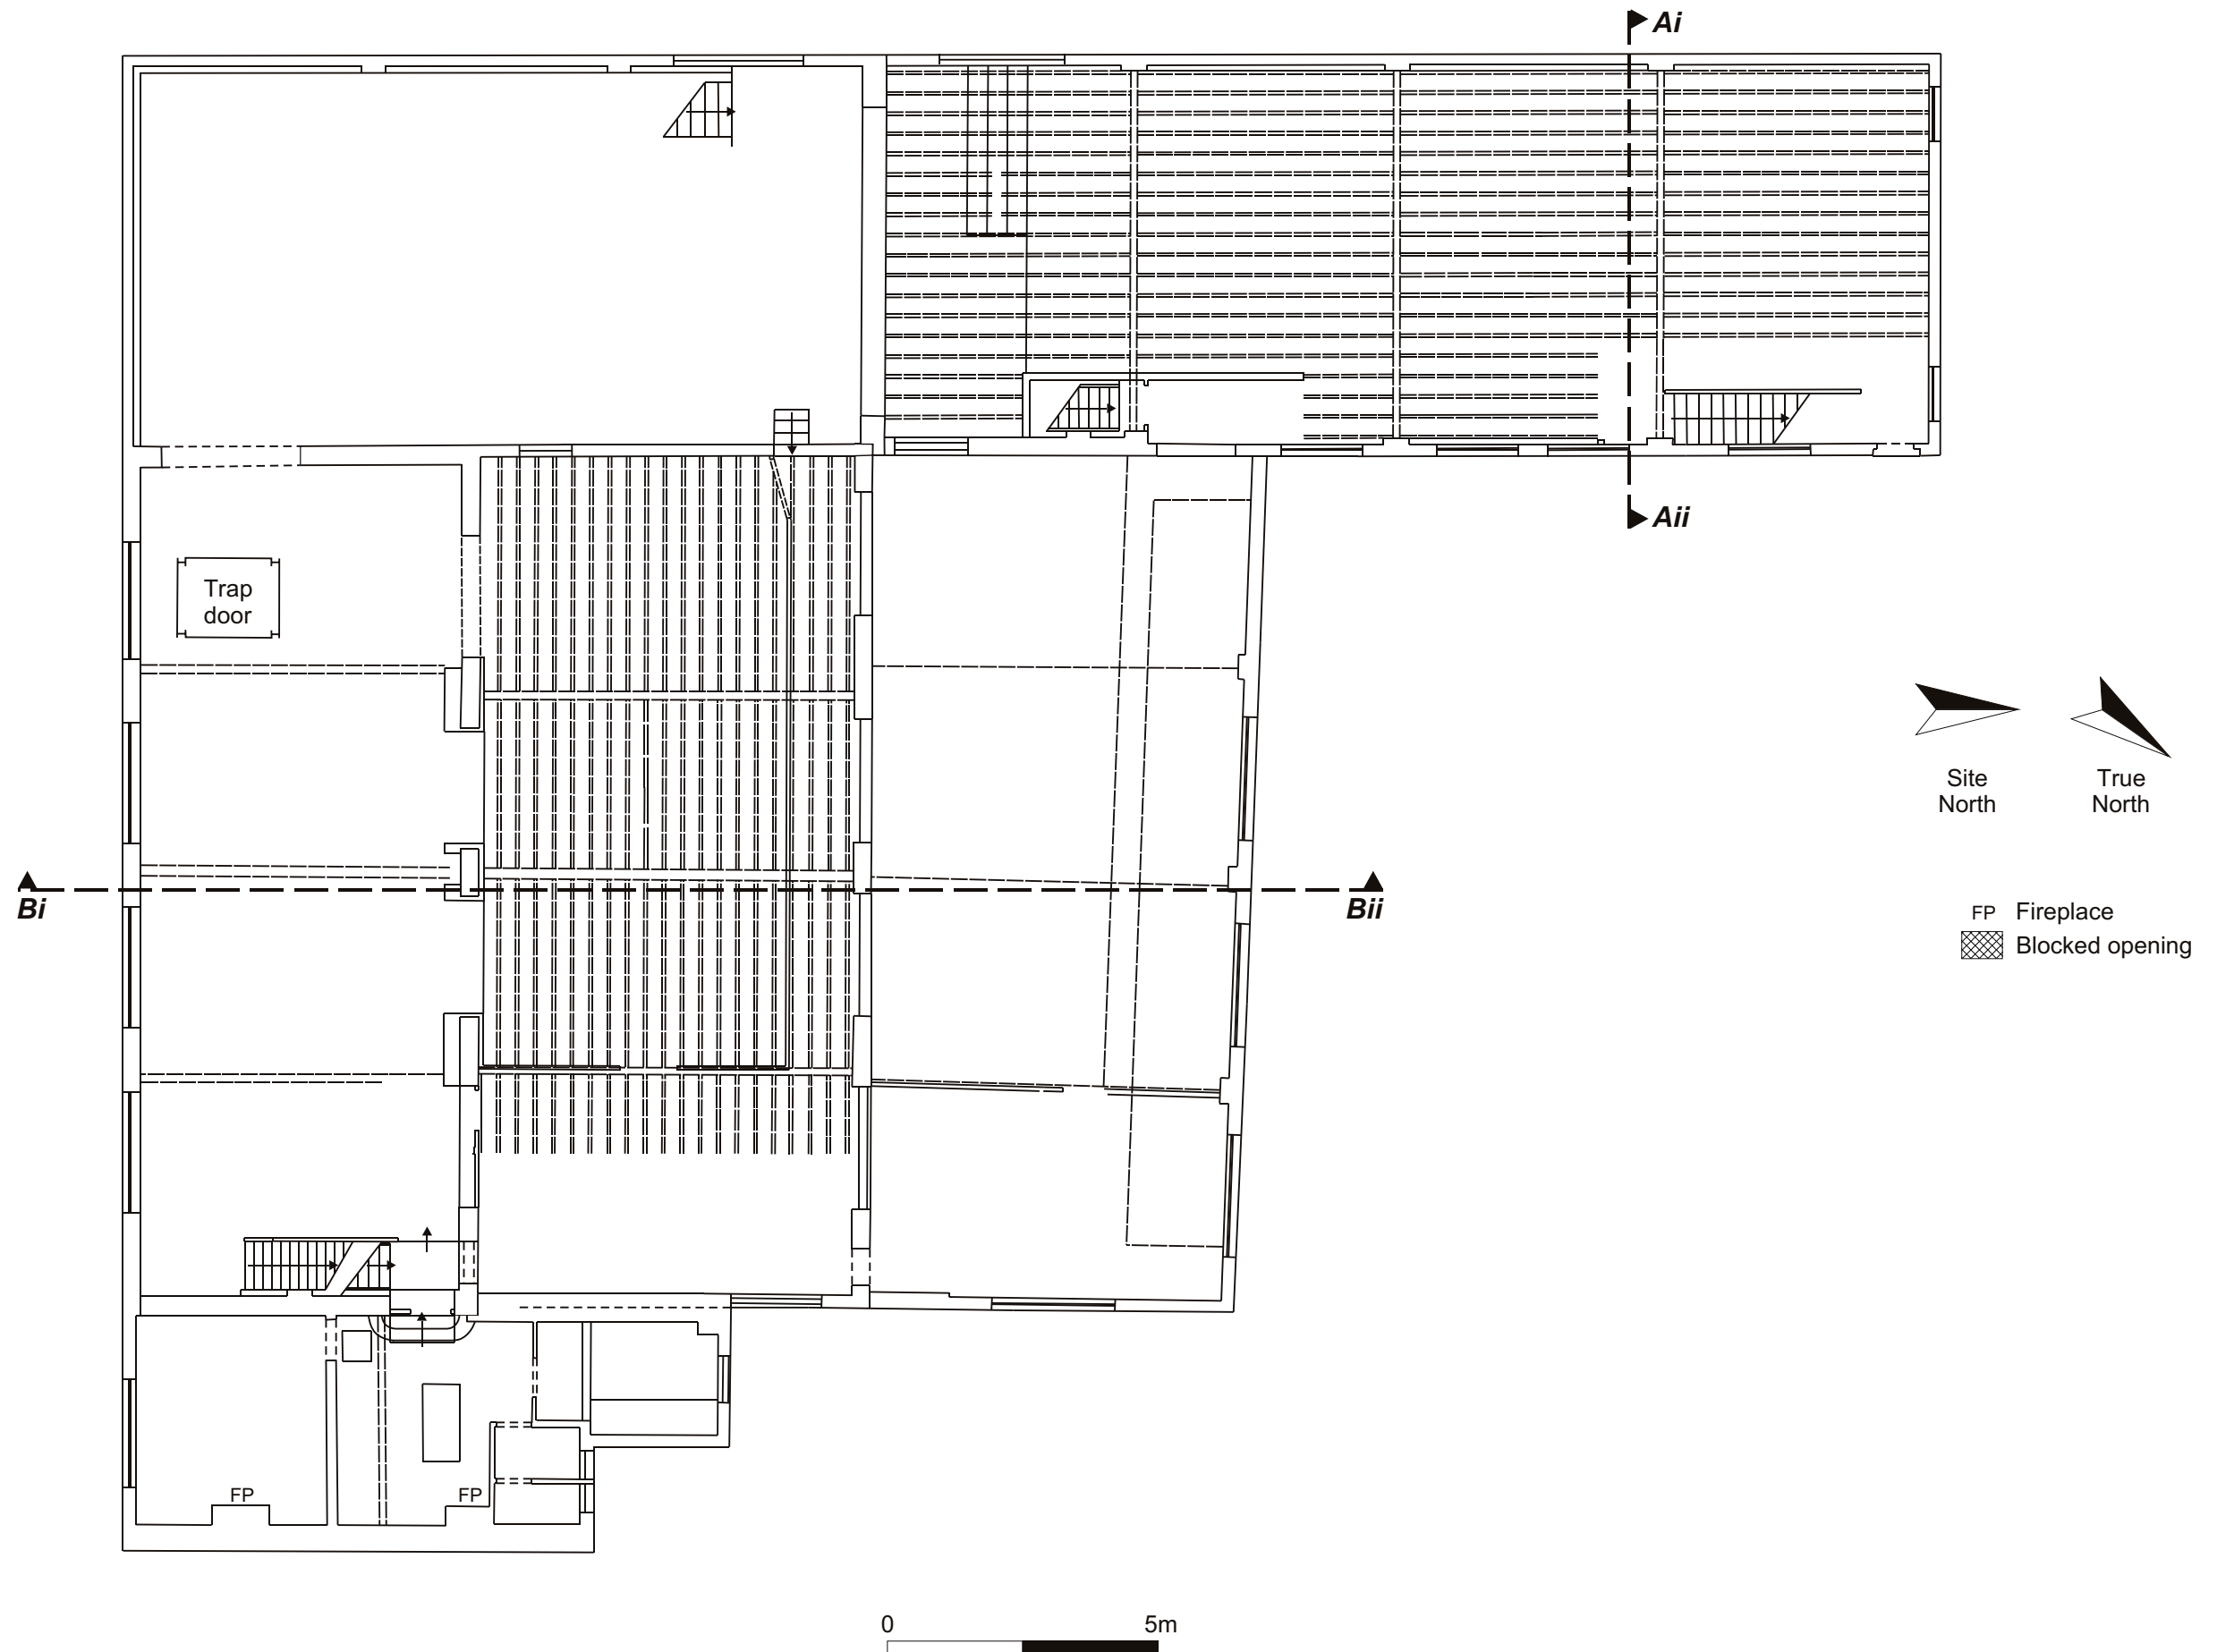 Ai
Aii
Trap
door
Site
North
True
North
Bi
Bii
FP Fireplace
Blocked opening
FP
FP
0
5m